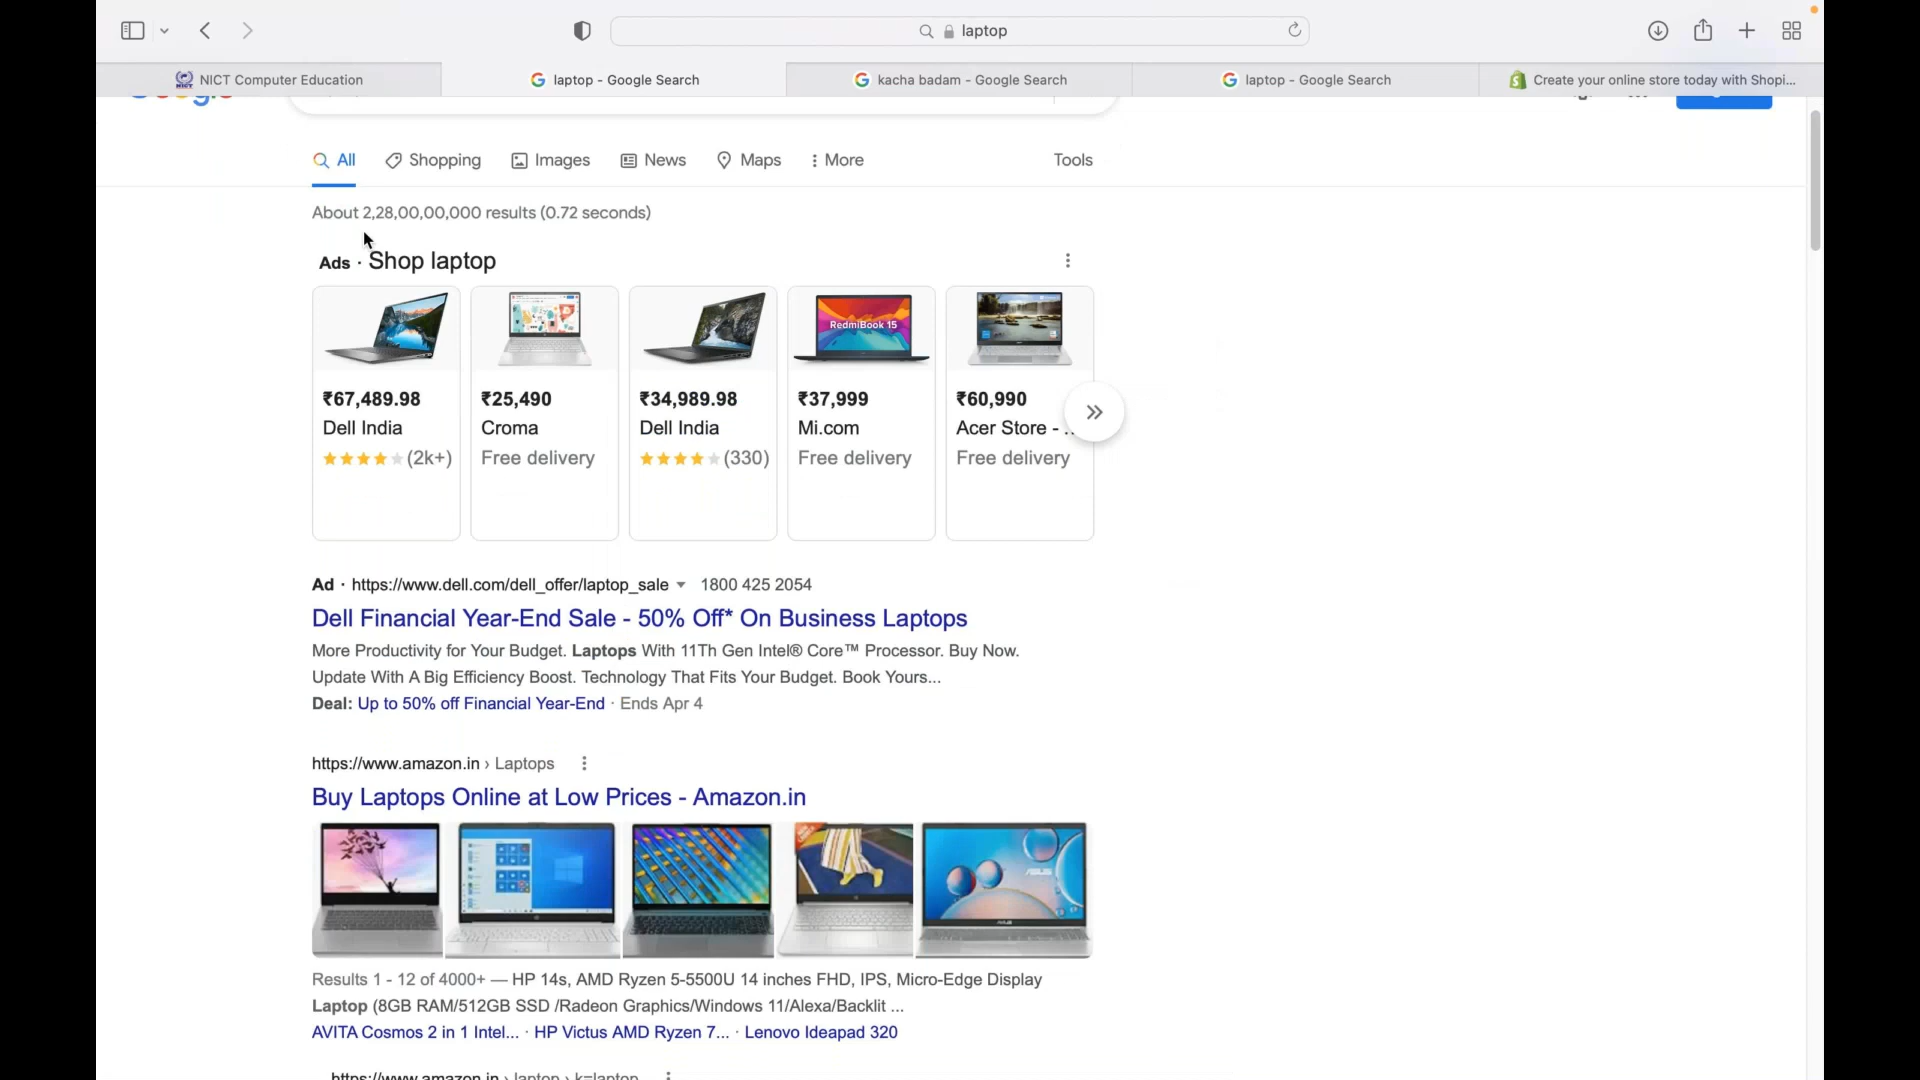 laptop
NICT Computer Education
laptop - Google Search
kacha badam - Google Search
laptop - Google Search
Create your online store today with Shopi...
All
Shopping
Images
News
Maps
More
Tools
About 2,28,00,00,000 results (0.72 seconds)
Ads · Shop laptop
RedmiBook 15
₹67,489.98
Dell India
(2k+)
₹25,490
Croma
Free delivery
₹34,989.98
Dell India
(330)
₹37,999
Mi.com
Free delivery
₹60,990
Acer Store - ..
Free delivery
Ad · https://www.dell.com/dell_offer/laptop_sale 1800 425 2054
Dell Financial Year-End Sale - 50% Off* On Business Laptops
More Productivity for Your Budget. Laptops With 11Th Gen Intel® Core™ Processor. Buy Now.
Update With A Big Efficiency Boost. Technology That Fits Your Budget. Book Yours...
Deal: Up to 50% off Financial Year-End · Ends Apr 4
https://www.amazon.in › Laptops
Buy Laptops Online at Low Prices - Amazon.in
ASUS
Results 1 - 12 of 4000+ — HP 14s, AMD Ryzen 5-5500U 14 inches FHD, IPS, Micro-Edge Display
Laptop (8GB RAM/512GB SSD /Radeon Graphics/Windows 11/Alexa/Backlit ...
AVITA Cosmos 2 in 1 Intel... · HP Victus AMD Ryzen 7... · Lenovo Ideapad 320
https://www.amazon.in › laptop › k=laptop